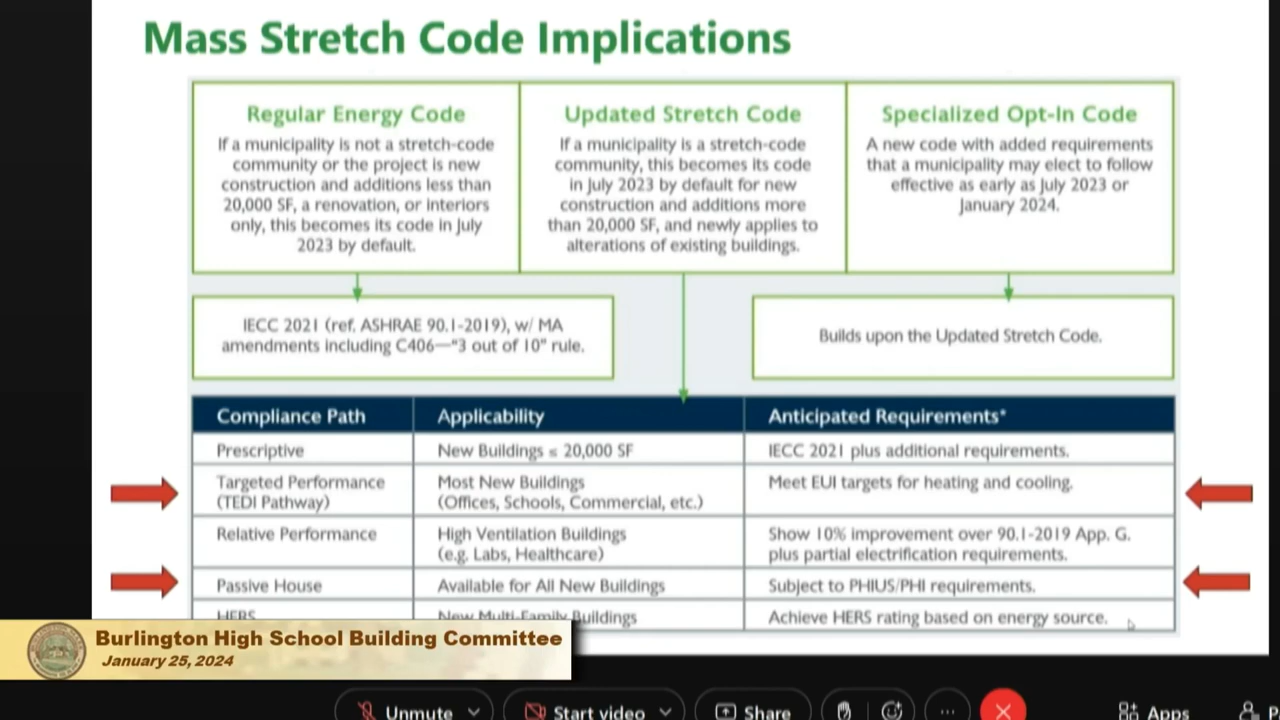 Mass Stretch Code Implications
Regular Energy Code
If a municipality is not a stretch-code
community or the project is new
construction and additions less than
20,000 SF, a renovation, or interiors
only, this becomes its code in July
2023 by default.
Updated Stretch Code
If a municipality is a stretch-code
community, this becomes its code
in July 2023 by default for new
construction and additions more
than 20,000 SF, and newly applies to
alterations of existing buildings.
Specialized Opt-In Code
A new code with added requirements
that a municipality may elect to follow
effective as early as July 2023 or
January 2024.
IECC 2021 (ref. ASHRAE 90.1-2019), w/ MA
amendments including C406—"3 out of 10" rule.
Builds upon the Updated Stretch Code.
Compliance Path Applicability Anticipated Requirements*
Prescriptive New Buildings ≤ 20,000 SF IECC 2021 plus additional requirements.
Targeted Performance
(TEDI Pathway)
Most New Buildings
(Offices, Schools, Commercial, etc.)
Meet EUI targets for heating and cooling.
Relative Performance
High Ventilation Buildings
(e.g. Labs, Healthcare)
Show 10% improvement over 90.1-2019 App. G.
plus partial electrification requirements.
Passive House Available for All New Buildings Subject to PHIUS/PHI requirements.
HERS New Multi-Family Buildings Achieve HERS rating based on energy source.
Burlington High School Building Committee
January 25, 2024
Unmute Start video Share Apps P